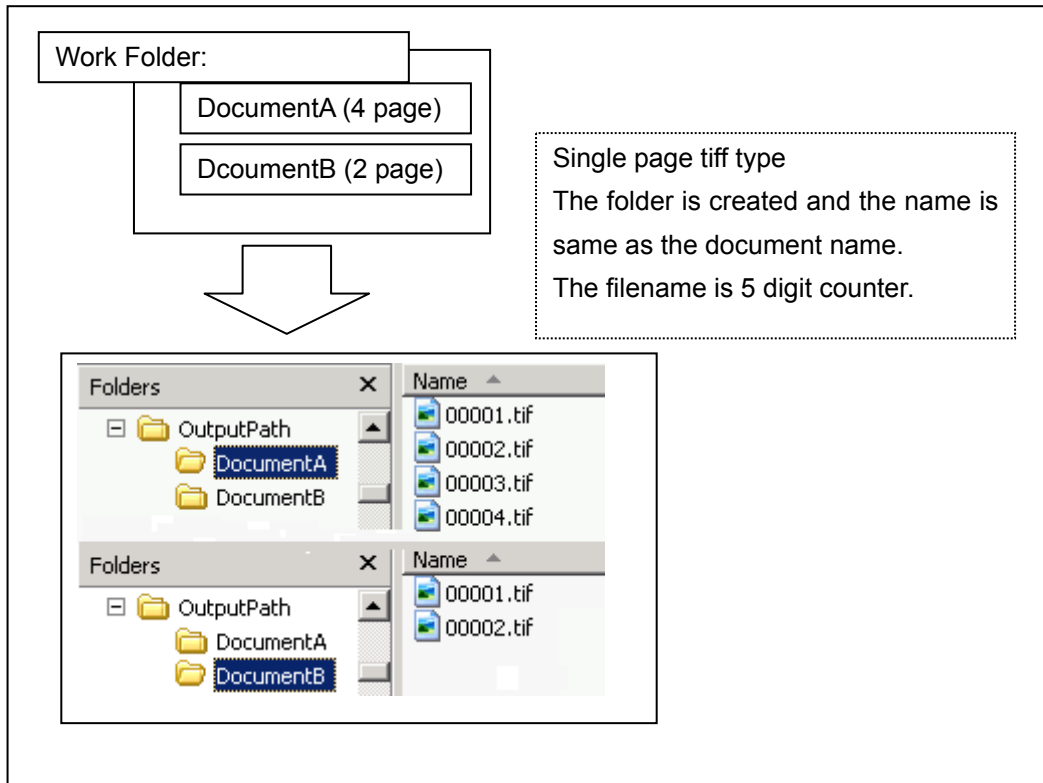 Work Folder:
DocumentA (4 page)
DcoumentB (2 page)
Single page tiff type
The folder is created and the name is
same as the document name.
The filename is 5 digit counter.
Folders
OutputPath
DocumentA
DocumentB
Name
00001.tif
00002.tif
00003.tif
00004.tif
Folders
OutputPath
DocumentA
DocumentB
Name
00001.tif
00002.tif